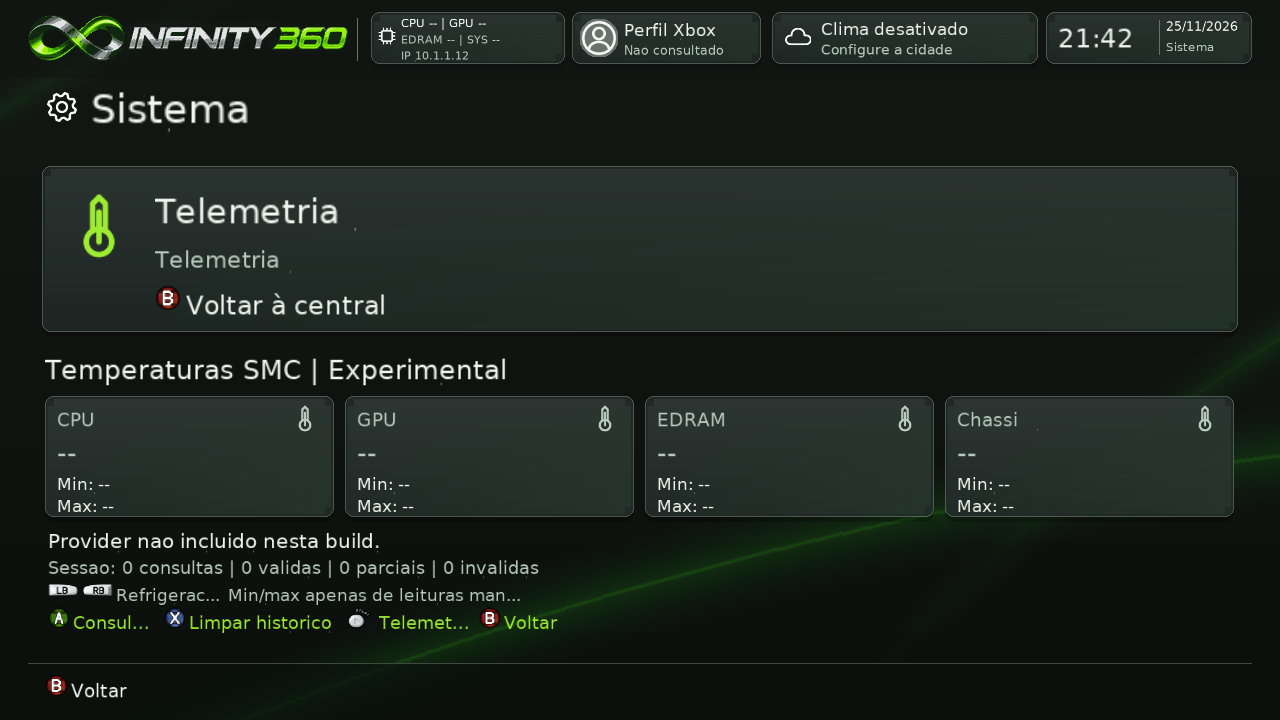 INFINITY 360
CPU -- | GPU --
EDRAM -- | SYS --
IP 10.1.1.12
Perfil Xbox
Nao consultado
Clima desativado
Configure a cidade
21:42
25/11/2026
Sistema
Sistema
Telemetria
Telemetria
B Voltar à central
Temperaturas SMC | Experimental
CPU
--
Min: --
Max: --
GPU
--
Min: --
Max: --
EDRAM
--
Min: --
Max: --
Chassi
--
Min: --
Max: --
Provider nao incluido nesta build.
Sessao: 0 consultas | 0 validas | 0 parciais | 0 invalidas
LB RB Refrigerac... Min/max apenas de leituras man...
A Consul... X Limpar historico Telemet... B Voltar
B Voltar